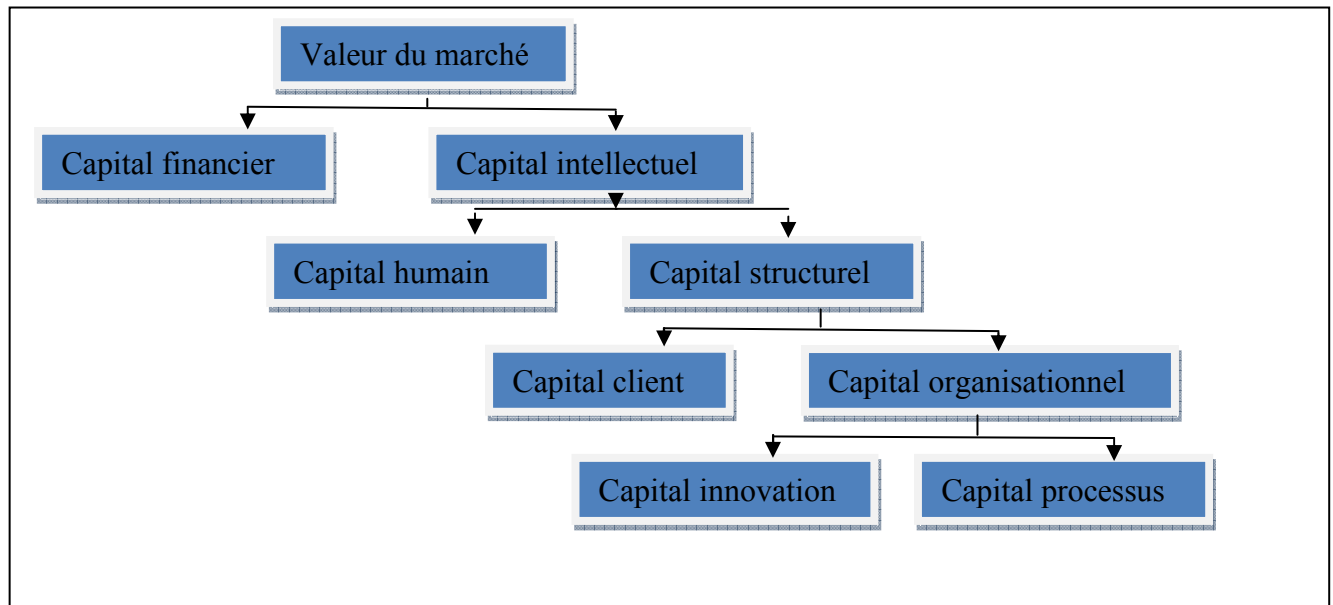 Valeur du marché
Capital financier
Capital intellectuel
Capital humain
Capital structurel
Capital client
Capital organisationnel
Capital innovation
Capital processus